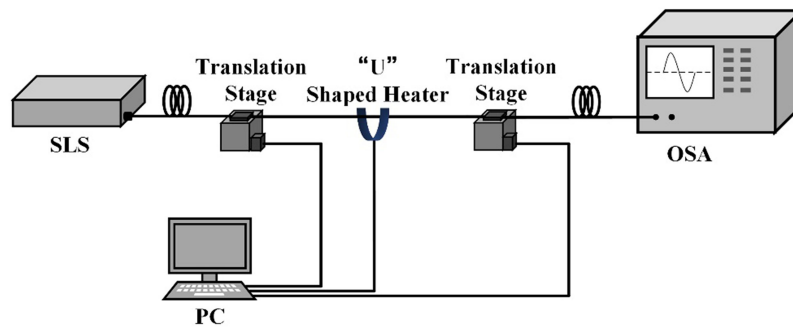 Translation
Stage
“U”
Shaped Heater
Translation
Stage
SLS
OSA
PC